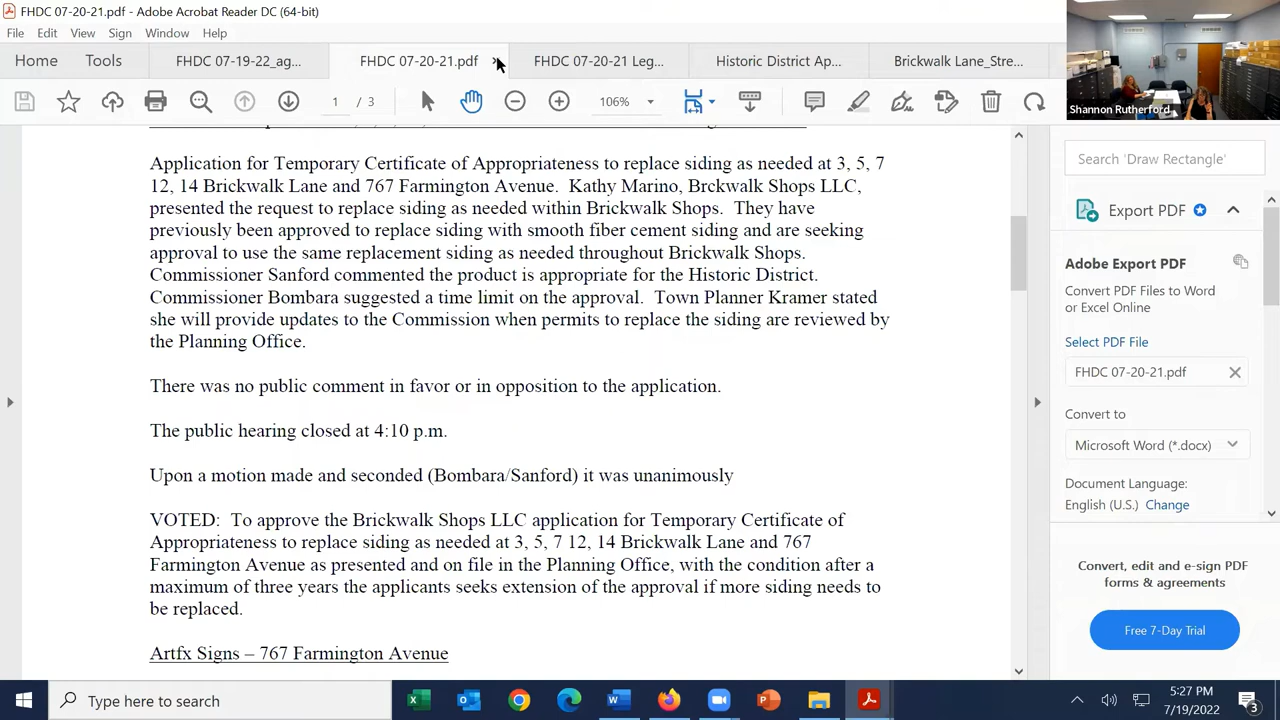 FHDC 07-20-21.pdf - Adobe Acrobat Reader DC (64-bit)
File Edit View Sign Window Help
Home Tools FHDC 07-19-22_ag... FHDC 07-20-21.pdf FHDC 07-20-21 Leg... Historic District Ap... Brickwalk Lane_Stre...
1 / 3 106%
Shannon Rutherford
Application for Temporary Certificate of Appropriateness to replace siding as needed at 3, 5, 7
12, 14 Brickwalk Lane and 767 Farmington Avenue. Kathy Marino, Brckwalk Shops LLC,
presented the request to replace siding as needed within Brickwalk Shops. They have
previously been approved to replace siding with smooth fiber cement siding and are seeking
approval to use the same replacement siding as needed throughout Brickwalk Shops.
Commissioner Sanford commented the product is appropriate for the Historic District.
Commissioner Bombara suggested a time limit on the approval. Town Planner Kramer stated
she will provide updates to the Commission when permits to replace the siding are reviewed by
the Planning Office.
There was no public comment in favor or in opposition to the application.
The public hearing closed at 4:10 p.m.
Upon a motion made and seconded (Bombara/Sanford) it was unanimously
VOTED: To approve the Brickwalk Shops LLC application for Temporary Certificate of
Appropriateness to replace siding as needed at 3, 5, 7 12, 14 Brickwalk Lane and 767
Farmington Avenue as presented and on file in the Planning Office, with the condition after a
maximum of three years the applicants seeks extension of the approval if more siding needs to
be replaced.
Artfx Signs – 767 Farmington Avenue
Search 'Draw Rectangle'
Export PDF
Adobe Export PDF
Convert PDF Files to Word
or Excel Online
Select PDF File
FHDC 07-20-21.pdf
Convert to
Microsoft Word (*.docx)
Document Language:
English (U.S.) Change
Convert, edit and e-sign PDF
forms & agreements
Free 7-Day Trial
Type here to search
5:27 PM
7/19/2022
3